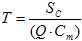 T = S_C / (Q · C_m)